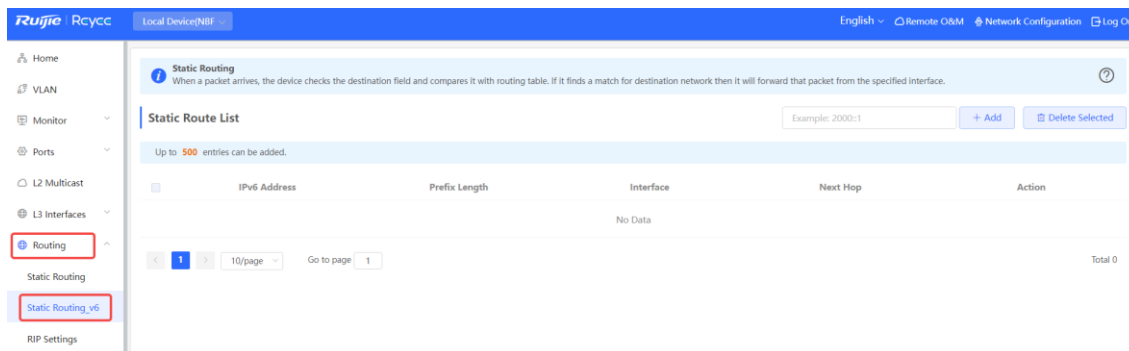 Ruijie Rcycc
Local Device(NBF
English
Remote O&M
Network Configuration
Log O
Home
VLAN
Monitor
Ports
L2 Multicast
L3 Interfaces
Routing
Static Routing
Static Routing_v6
RIP Settings
Static Routing
When a packet arrives, the device checks the destination field and compares it with routing table. If it finds a match for destination network then it will forward that packet from the specified interface.
Static Route List
Example: 2000::1
+ Add
Delete Selected
Up to 500 entries can be added.
IPv6 Address Prefix Length Interface Next Hop Action
No Data
< 1 > 10/page Go to page 1 Total 0